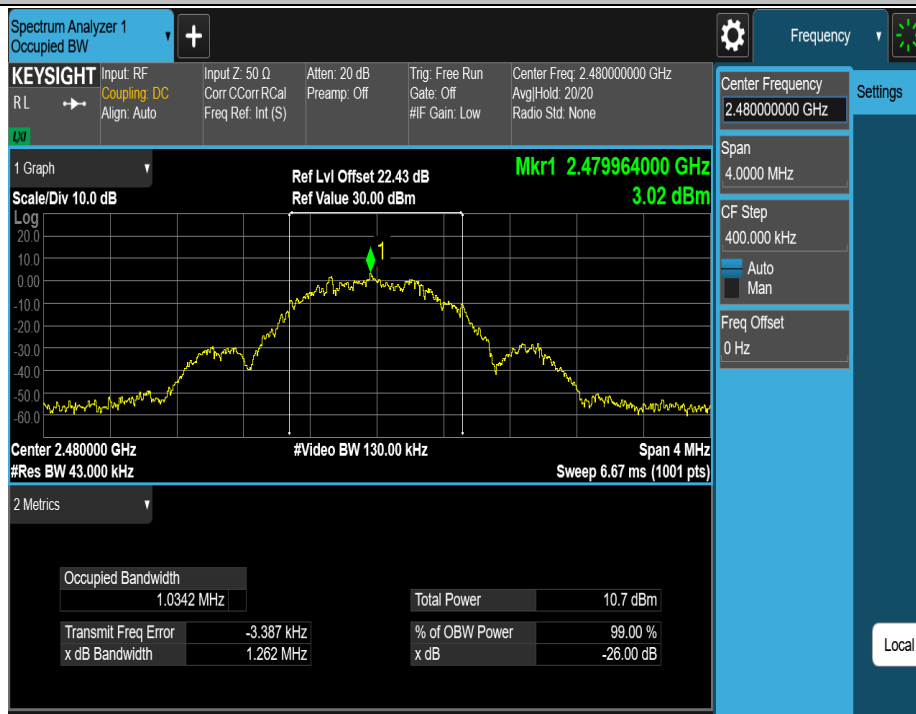 Spectrum Analyzer 1
Occupied BW
Frequency
KEYSIGHT
RL
LXI
Input: RF
Coupling: DC
Align: Auto
Input Z: 50 Ω
Corr CCorr RCal
Freq Ref: Int (S)
Atten: 20 dB
Preamp: Off
Trig: Free Run
Gate: Off
#IF Gain: Low
Center Freq: 2.480000000 GHz
Avg|Hold: 20/20
Radio Std: None
Center Frequency
2.480000000 GHz
Settings
Span
4.0000 MHz
CF Step
400.000 kHz
Auto
Man
Freq Offset
0 Hz
Local
1 Graph
Scale/Div 10.0 dB
Ref Lvl Offset 22.43 dB
Ref Value 30.00 dBm
Mkr1 2.479964000 GHz
3.02 dBm
Log
20.0
10.0
0.00
-10.0
-20.0
-30.0
-40.0
-50.0
-60.0
1
Center 2.480000 GHz
#Video BW 130.00 kHz
Span 4 MHz
#Res BW 43.000 kHz
Sweep 6.67 ms (1001 pts)
2 Metrics
Occupied Bandwidth
1.0342 MHz
Total Power 10.7 dBm
Transmit Freq Error -3.387 kHz
% of OBW Power 99.00 %
x dB Bandwidth 1.262 MHz
x dB -26.00 dB